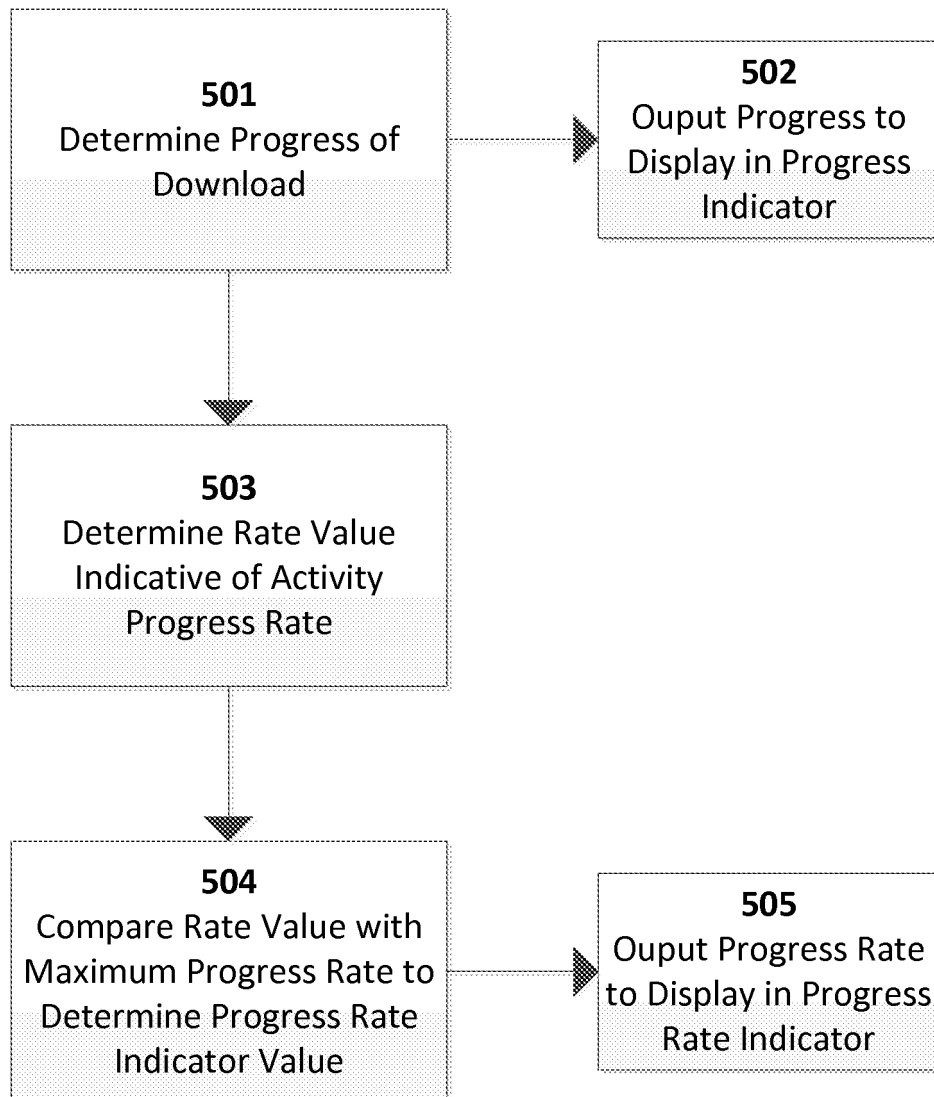 501
Determine Progress of
Download
502
Ouput Progress to
Display in Progress
Indicator
503
Determine Rate Value
Indicative of Activity
Progress Rate
504
Compare Rate Value with
Maximum Progress Rate to
Determine Progress Rate
Indicator Value
505
Ouput Progress Rate
to Display in Progress
Rate Indicator